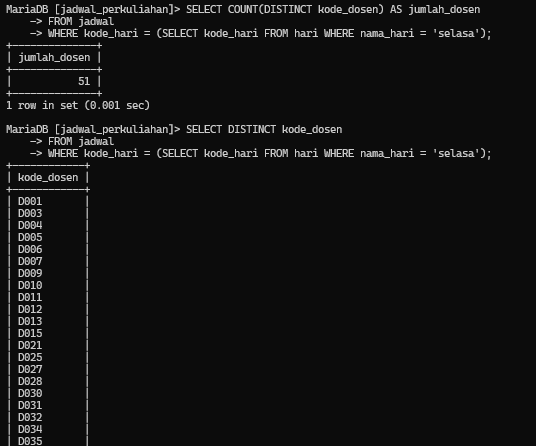 MariaDB [jadwal_perkuliahan]> SELECT COUNT(DISTINCT kode_dosen) AS jumlah_dosen
    -> FROM jadwal
    -> WHERE kode_hari = (SELECT kode_hari FROM hari WHERE nama_hari = 'selasa');
+--------------+
| jumlah_dosen |
+--------------+
|           51 |
+--------------+
1 row in set (0.001 sec)

MariaDB [jadwal_perkuliahan]> SELECT DISTINCT kode_dosen
    -> FROM jadwal
    -> WHERE kode_hari = (SELECT kode_hari FROM hari WHERE nama_hari = 'selasa');
+------------+
| kode_dosen |
+------------+
| D001       |
| D003       |
| D004       |
| D005       |
| D006       |
| D007       |
| D009       |
| D010       |
| D011       |
| D012       |
| D013       |
| D015       |
| D021       |
| D025       |
| D027       |
| D028       |
| D030       |
| D031       |
| D032       |
| D034       |
| D035       |